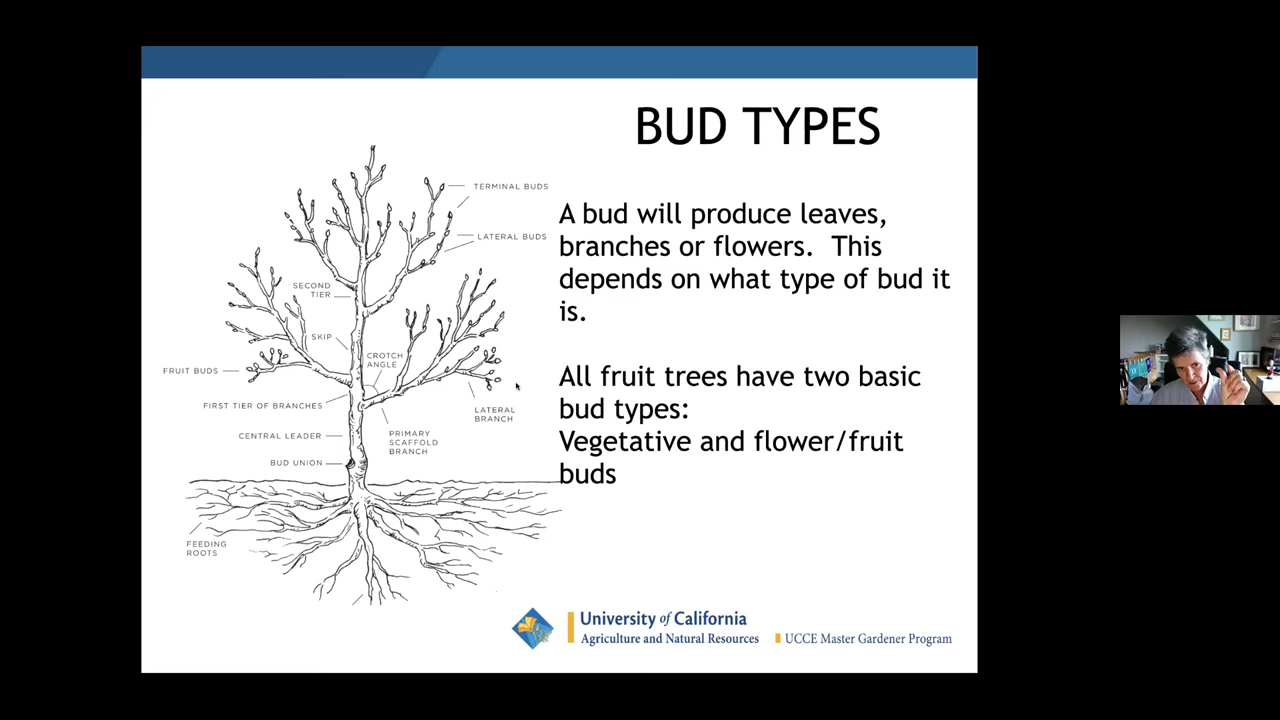 BUD TYPES
TERMINAL BUDS
A bud will produce leaves,
LATERAL BUDS
branches or flowers.  This
depends on what type of bud it
is.
SECOND
TIER
SKIP
CROTCH
ANGLE
FRUIT BUDS
All fruit trees have two basic
bud types:
Vegetative and flower/fruit
buds
FIRST TIER OF BRANCHES
LATERAL
BRANCH
CENTRAL LEADER
PRIMARY
SCAFFOLD
BRANCH
BUD UNION
FEEDING
ROOTS
University of California
Agriculture and Natural Resources
UCCE Master Gardener Program